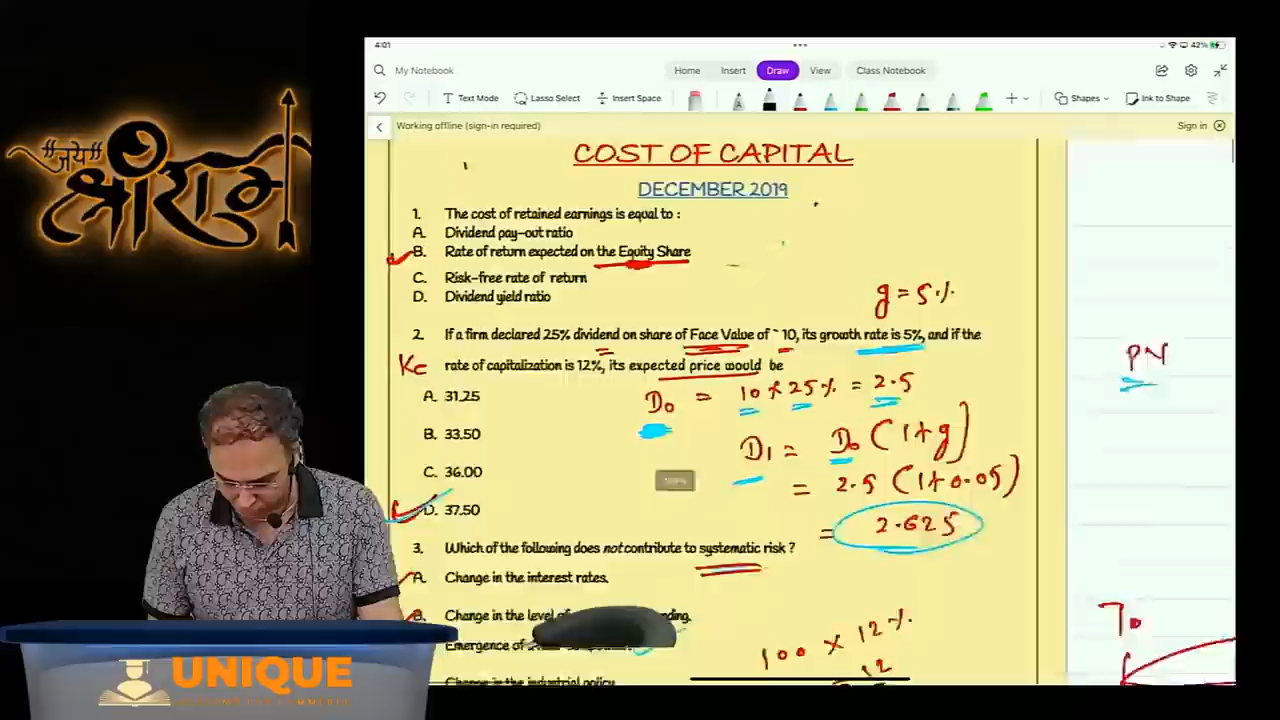 "जय"
श्रीराम
4:01
42%
My Notebook
Home Insert Draw View Class Notebook
Text Mode Lasso Select Insert Space Shapes Ink to Shape
Working offline (sign-in required) Sign in
COST OF CAPITAL
DECEMBER 2019
1. The cost of retained earnings is equal to :
A. Dividend pay-out ratio
B. Rate of return expected on the Equity Share
C. Risk-free rate of return
D. Dividend yield ratio
g = 5%
2. If a firm declared 25% dividend on share of Face Value of ` 10, its growth rate is 5%, and if the
Ke rate of capitalization is 12%, its expected price would be
PV
A. 31.25
D₀ = 10 × 25% = 2.5
B. 33.50
D₁ = D₀ (1+g)
C. 36.00
= 2.5 (1+0.05)
D. 37.50
= 2.625
3. Which of the following does not contribute to systematic risk ?
A. Change in the interest rates.
B. Change in the level of
Emergence of
100 × 12%
12
T₀
Change in the industrial policy
UNIQUE